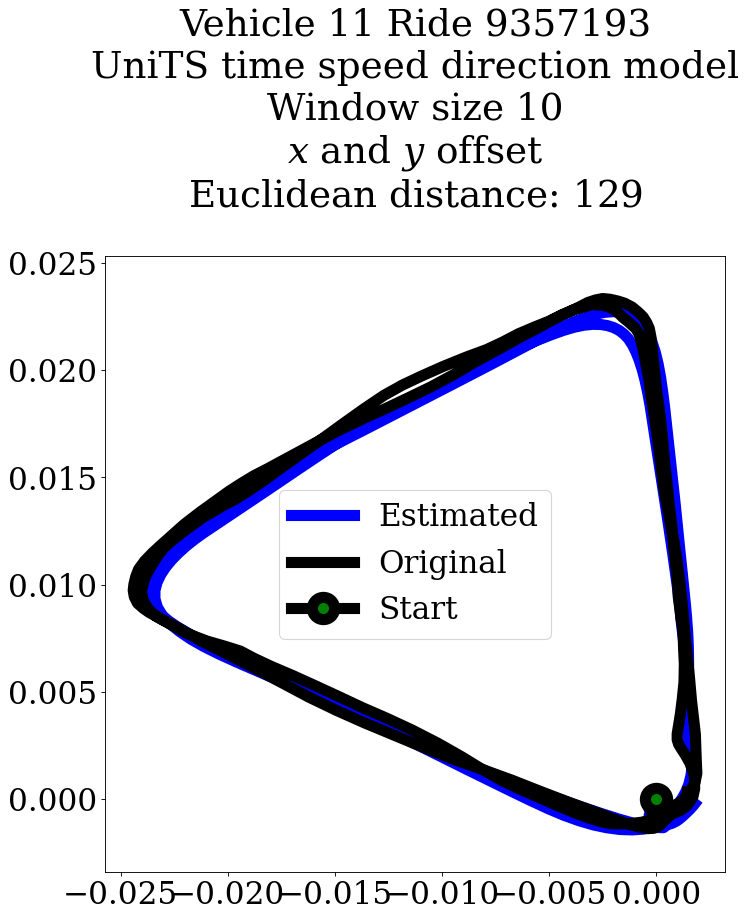 Vehicle 11 Ride 9357193
UniTS time speed direction model
Window size 10
x and y offset
Euclidean distance: 129
0.025
0.020
0.015
0.010
0.005
0.000
Estimated
Original
Start
−0.025 −0.020 −0.015 −0.010 −0.005 0.000